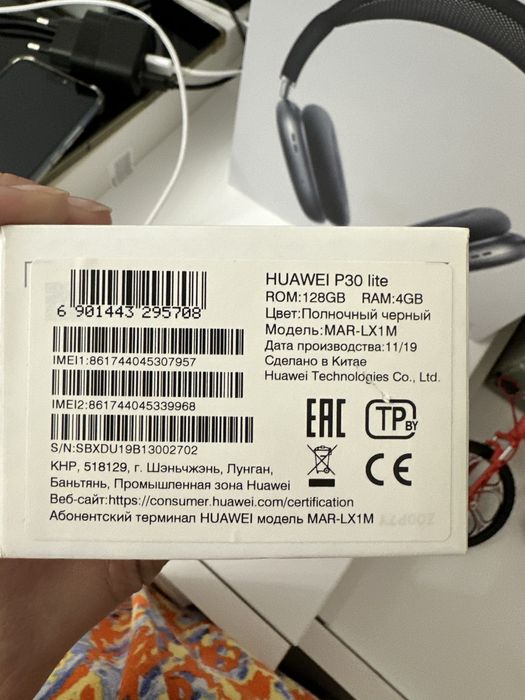 HUAWEI P30 lite
ROM:128GB RAM:4GB
Цвет:Полночный черный
Модель:MAR-LX1M
Дата производства:11/19
Сделано в Китае
Huawei Technologies Co., Ltd.
6 901443 295708
IMEI1:861744045307957
IMEI2:861744045339968
S/N:SBXDU19B13002702
EAC
TP BY
CE
КНР, 518129, г. Шэньчжэнь, Лунган,
Баньтянь, Промышленная зона Huawei
Веб-сайт:https://consumer.huawei.com/certification
Абонентский терминал HUAWEI модель MAR-LX1M